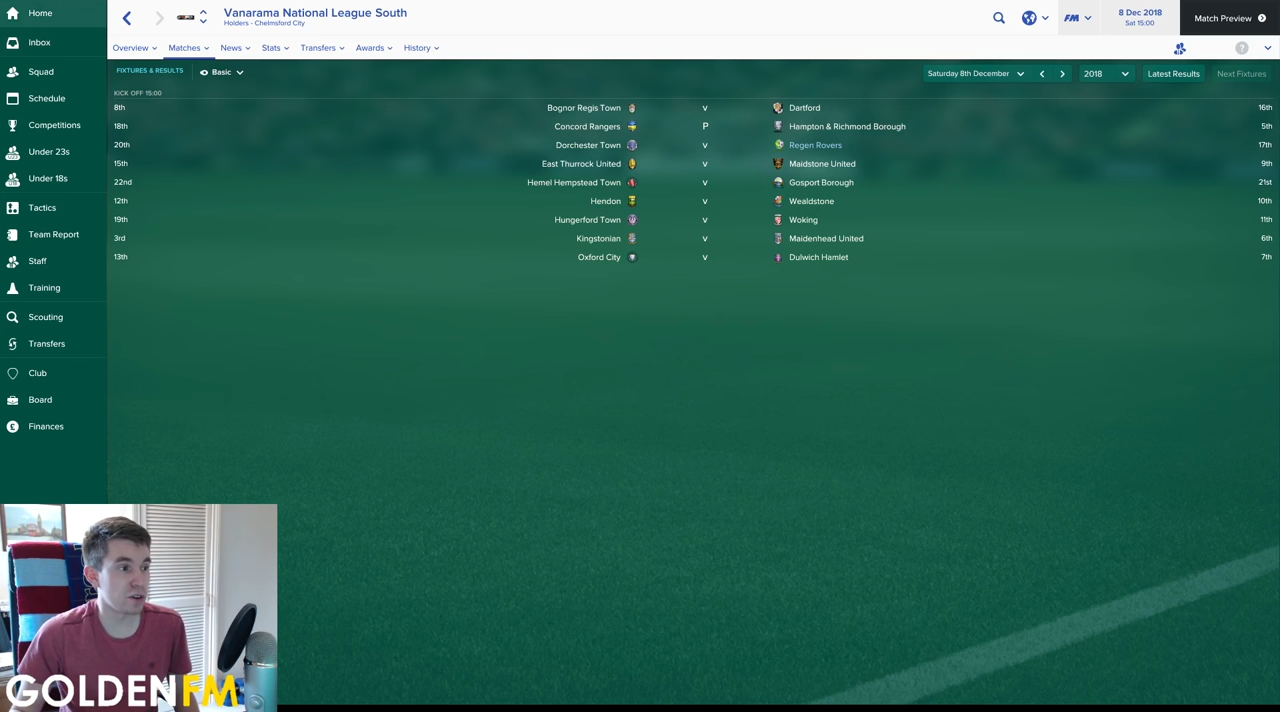 Home
Vanarama National League South
Holders - Chelmsford City
FM
8 Dec 2018
Sat 15:00
Match Preview
Inbox
Overview Matches News Stats Transfers Awards History
?
Squad
FIXTURES & RESULTS Basic
Saturday 8th December 2018 Latest Results Next Fixtures
Schedule
KICK OFF 15:00
8th Bognor Regis Town v Dartford 16th
Competitions
18th Concord Rangers P Hampton & Richmond Borough 5th
Under 23s
20th Dorchester Town v Regen Rovers 17th
15th East Thurrock United v Maidstone United 9th
Under 18s
22nd Hemel Hempstead Town v Gosport Borough 21st
Tactics
12th Hendon v Wealdstone 10th
19th Hungerford Town v Woking 11th
Team Report
3rd Kingstonian v Maidenhead United 6th
Staff
13th Oxford City v Dulwich Hamlet 7th
Training
Scouting
Transfers
Club
Board
Finances
GOLDENFM